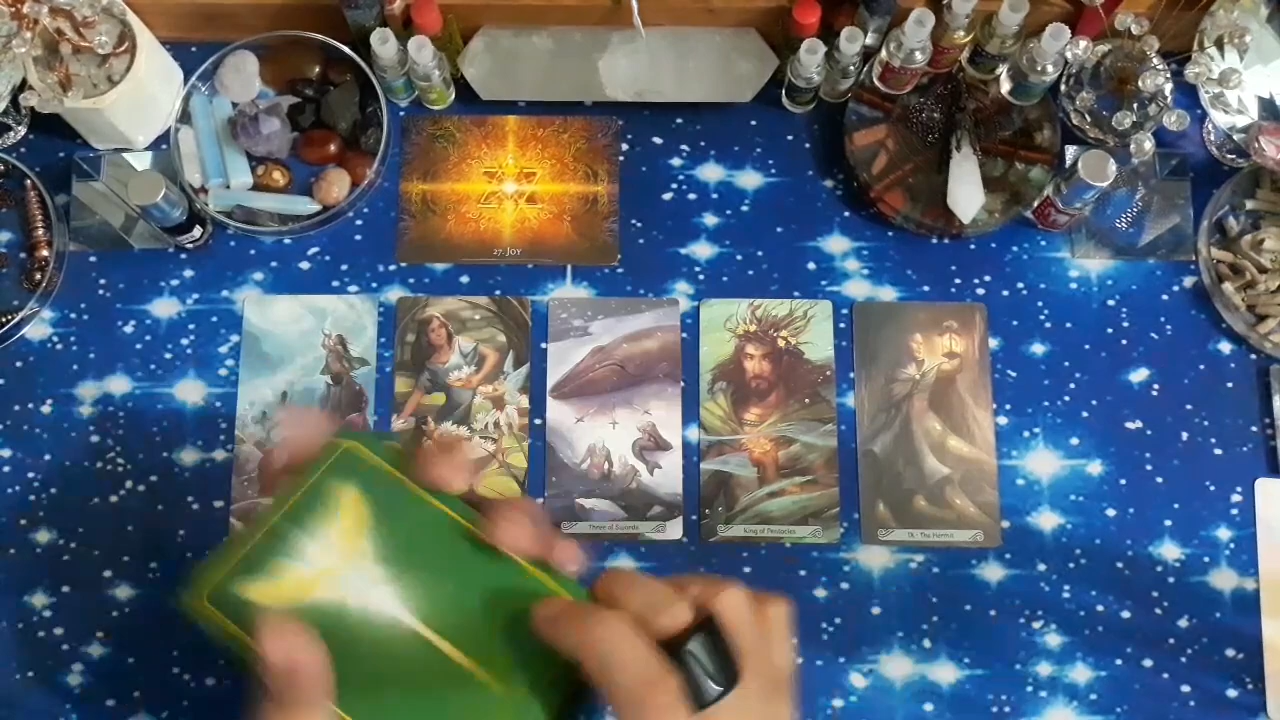 27. Joy
Three of Swords
King of Pentacles
IX - The Hermit